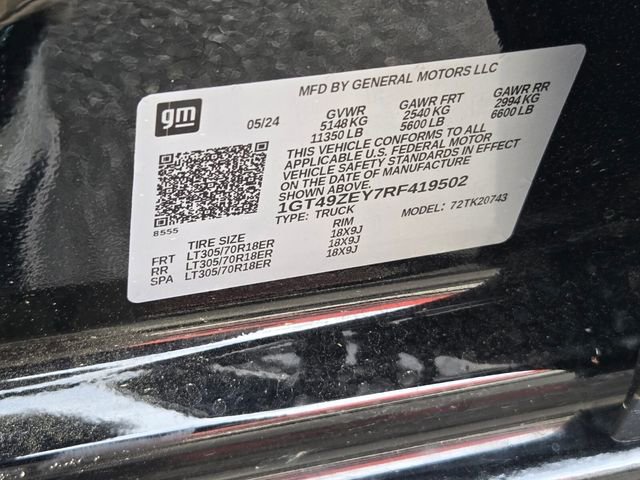 MFD BY GENERAL MOTORS LLC
gm
05/24
GVWR GAWR FRT GAWR RR
5148 KG 2540 KG 2994 KG
11350 LB 5600 LB 6600 LB
THIS VEHICLE CONFORMS TO ALL
APPLICABLE U.S. FEDERAL MOTOR
VEHICLE SAFETY STANDARDS IN EFFECT
ON THE DATE OF MANUFACTURE
SHOWN ABOVE.
1GT49ZEY7RF419502
TYPE: TRUCK MODEL: 72TK20743
8555
TIRE SIZE RIM
FRT LT305/70R18ER 18X9J
RR LT305/70R18ER 18X9J
SPA LT305/70R18ER 18X9J